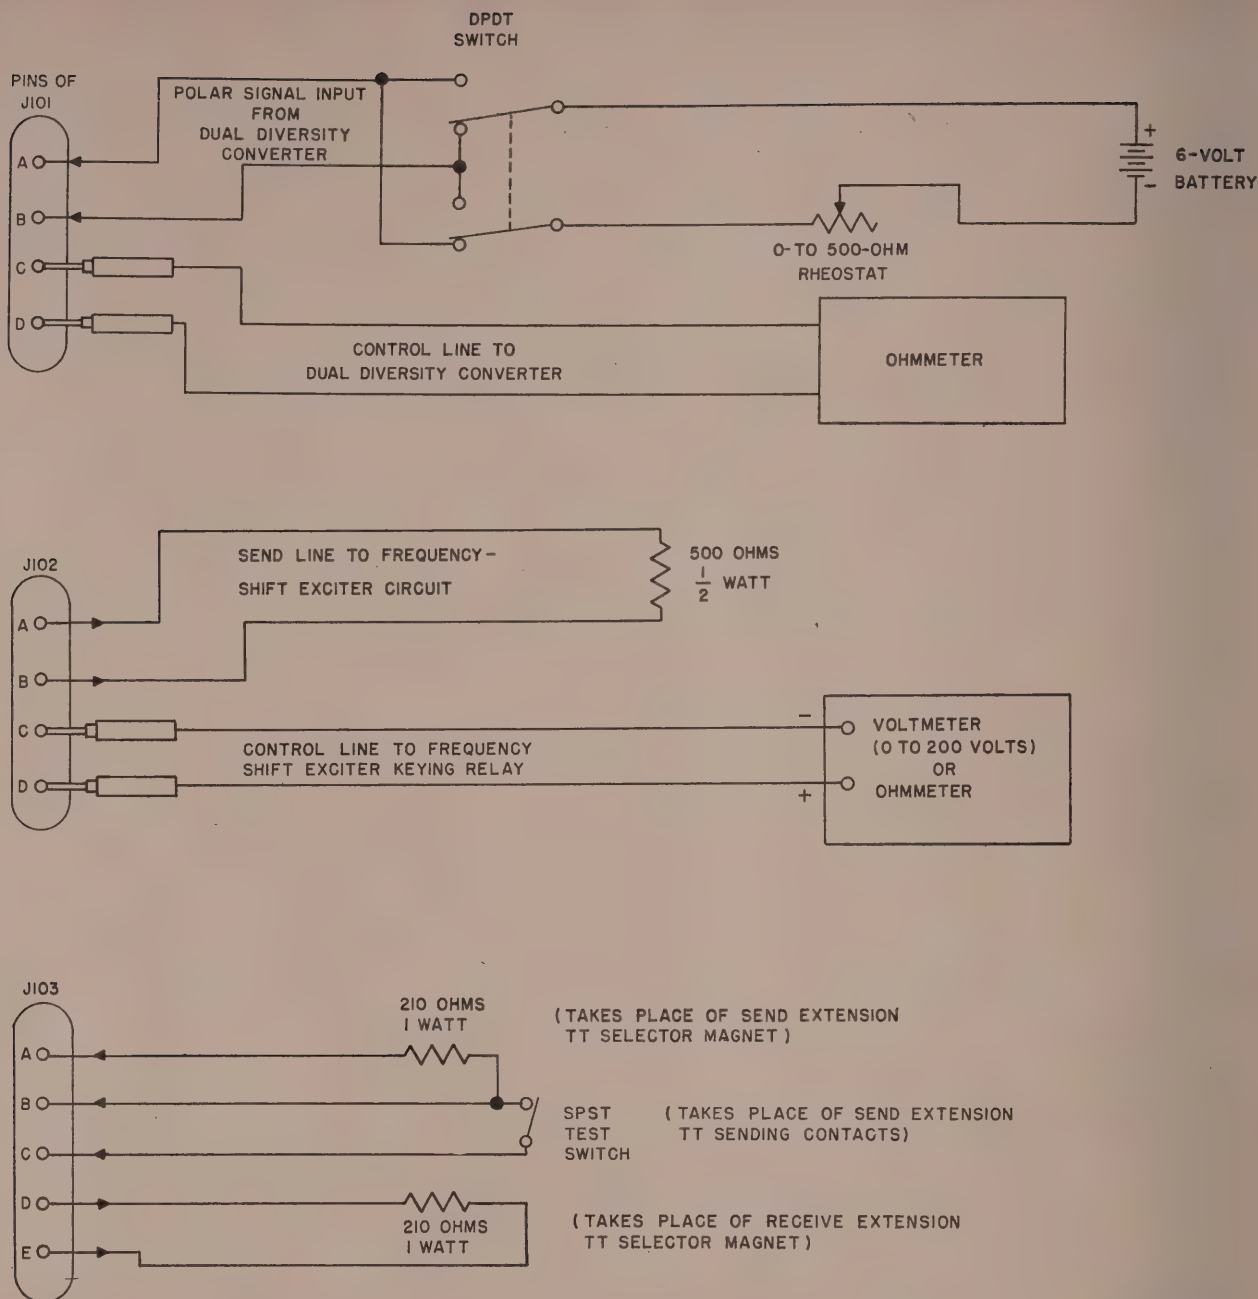 DPDT
SWITCH
PINS OF
J101
POLAR SIGNAL INPUT
FROM
DUAL DIVERSITY
CONVERTER
A
B
C
D
+
-
6-VOLT
BATTERY
0-TO 500-OHM
RHEOSTAT
OHMMETER
CONTROL LINE TO
DUAL DIVERSITY CONVERTER
J102
SEND LINE TO FREQUENCY-
SHIFT EXCITER CIRCUIT
500 OHMS
1/2 WATT
A
B
C
D
CONTROL LINE TO FREQUENCY
SHIFT EXCITER KEYING RELAY
-
+
VOLTMETER
(0 TO 200 VOLTS)
OR
OHMMETER
J103
210 OHMS
1 WATT
(TAKES PLACE OF SEND EXTENSION
TT SELECTOR MAGNET)
A
B
C
D
E
SPST
TEST
SWITCH
(TAKES PLACE OF SEND EXTENSION
TT SENDING CONTACTS)
210 OHMS
1 WATT
(TAKES PLACE OF RECEIVE EXTENSION
TT SELECTOR MAGNET)